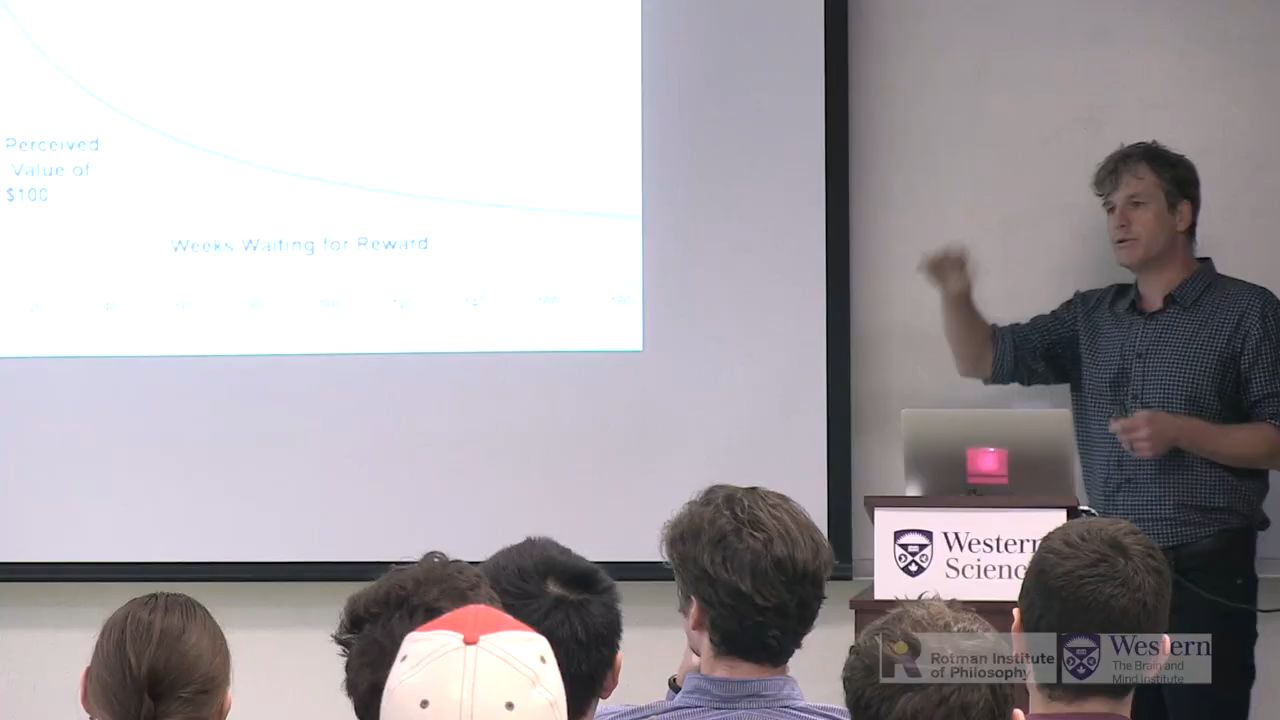 Perceived
Value of
$100
Weeks Waiting for Reward
Western
Science
Rotman Institute
of Philosophy
Western
The Brain and
Mind Institute